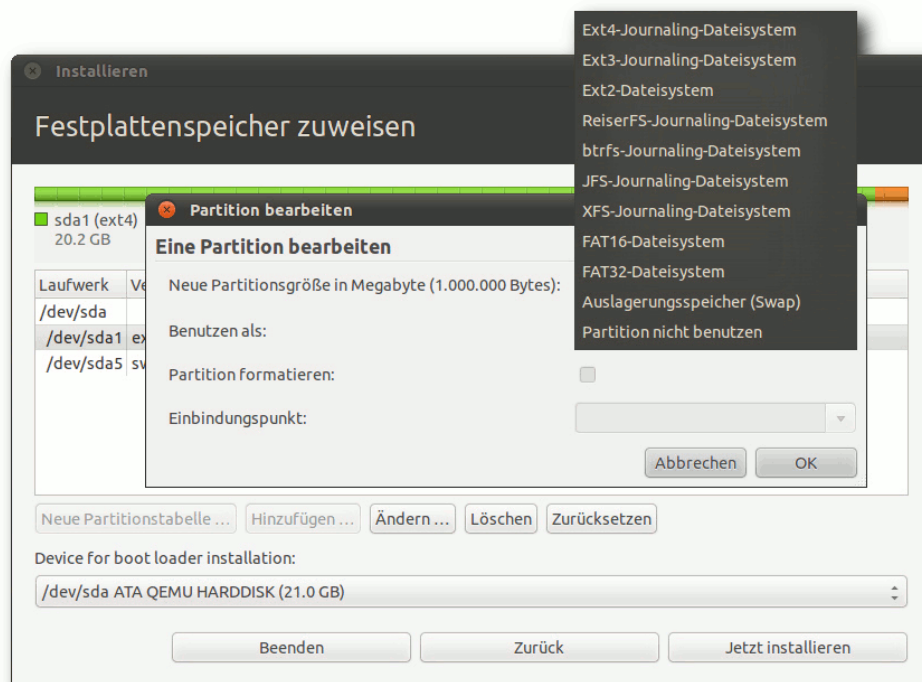 Installieren
Festplattenspeicher zuweisen
sda1 (ext4)
20.2 GB
Laufwerk Ve
/dev/sda
/dev/sda1 ex
/dev/sda5 sw
Partition bearbeiten
Eine Partition bearbeiten
Neue Partitionsgröße in Megabyte (1.000.000 Bytes):
Benutzen als:
Ext4-Journaling-Dateisystem
Ext3-Journaling-Dateisystem
Ext2-Dateisystem
ReiserFS-Journaling-Dateisystem
btrfs-Journaling-Dateisystem
JFS-Journaling-Dateisystem
XFS-Journaling-Dateisystem
FAT16-Dateisystem
FAT32-Dateisystem
Auslagerungsspeicher (Swap)
Partition nicht benutzen
Partition formatieren:
Einbindungspunkt:
Abbrechen OK
Neue Partitionstabelle ... Hinzufügen ... Ändern ... Löschen Zurücksetzen
Device for boot loader installation:
/dev/sda ATA QEMU HARDDISK (21.0 GB)
Beenden Zurück Jetzt installieren